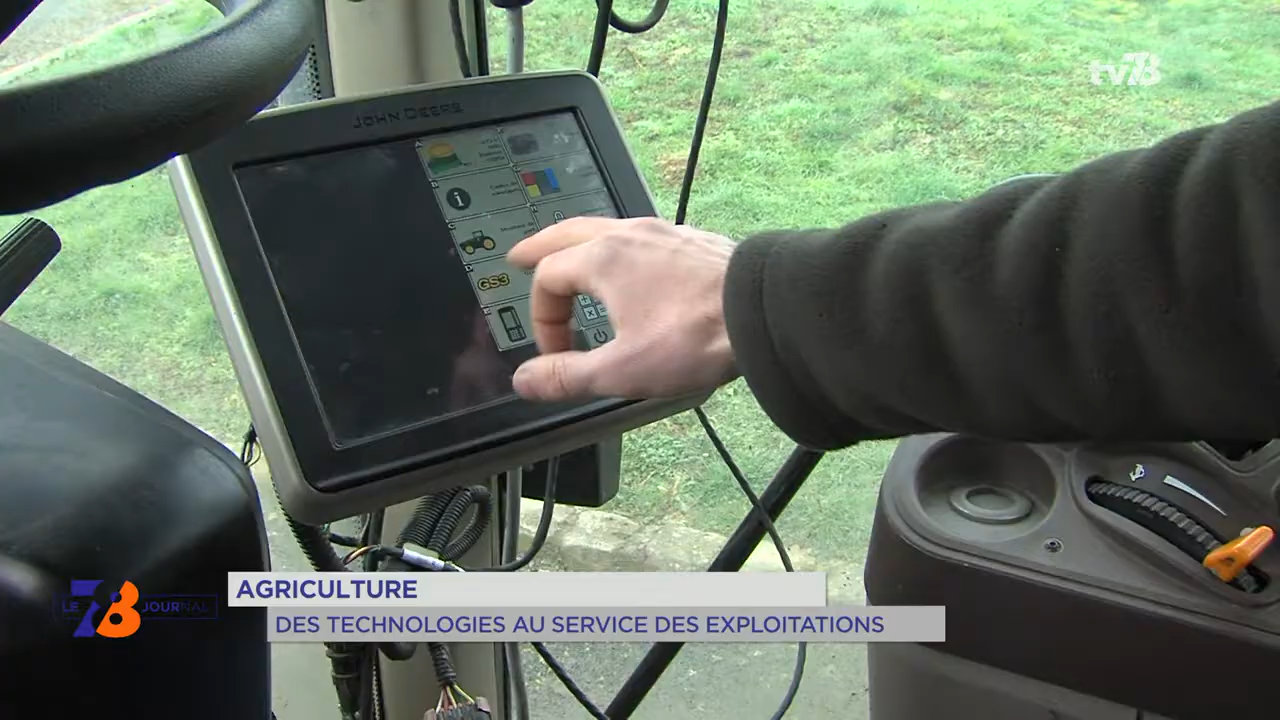 tv78
JOHN DEERE
GS3
AGRICULTURE
LE 78 JOURNAL
DES TECHNOLOGIES AU SERVICE DES EXPLOITATIONS